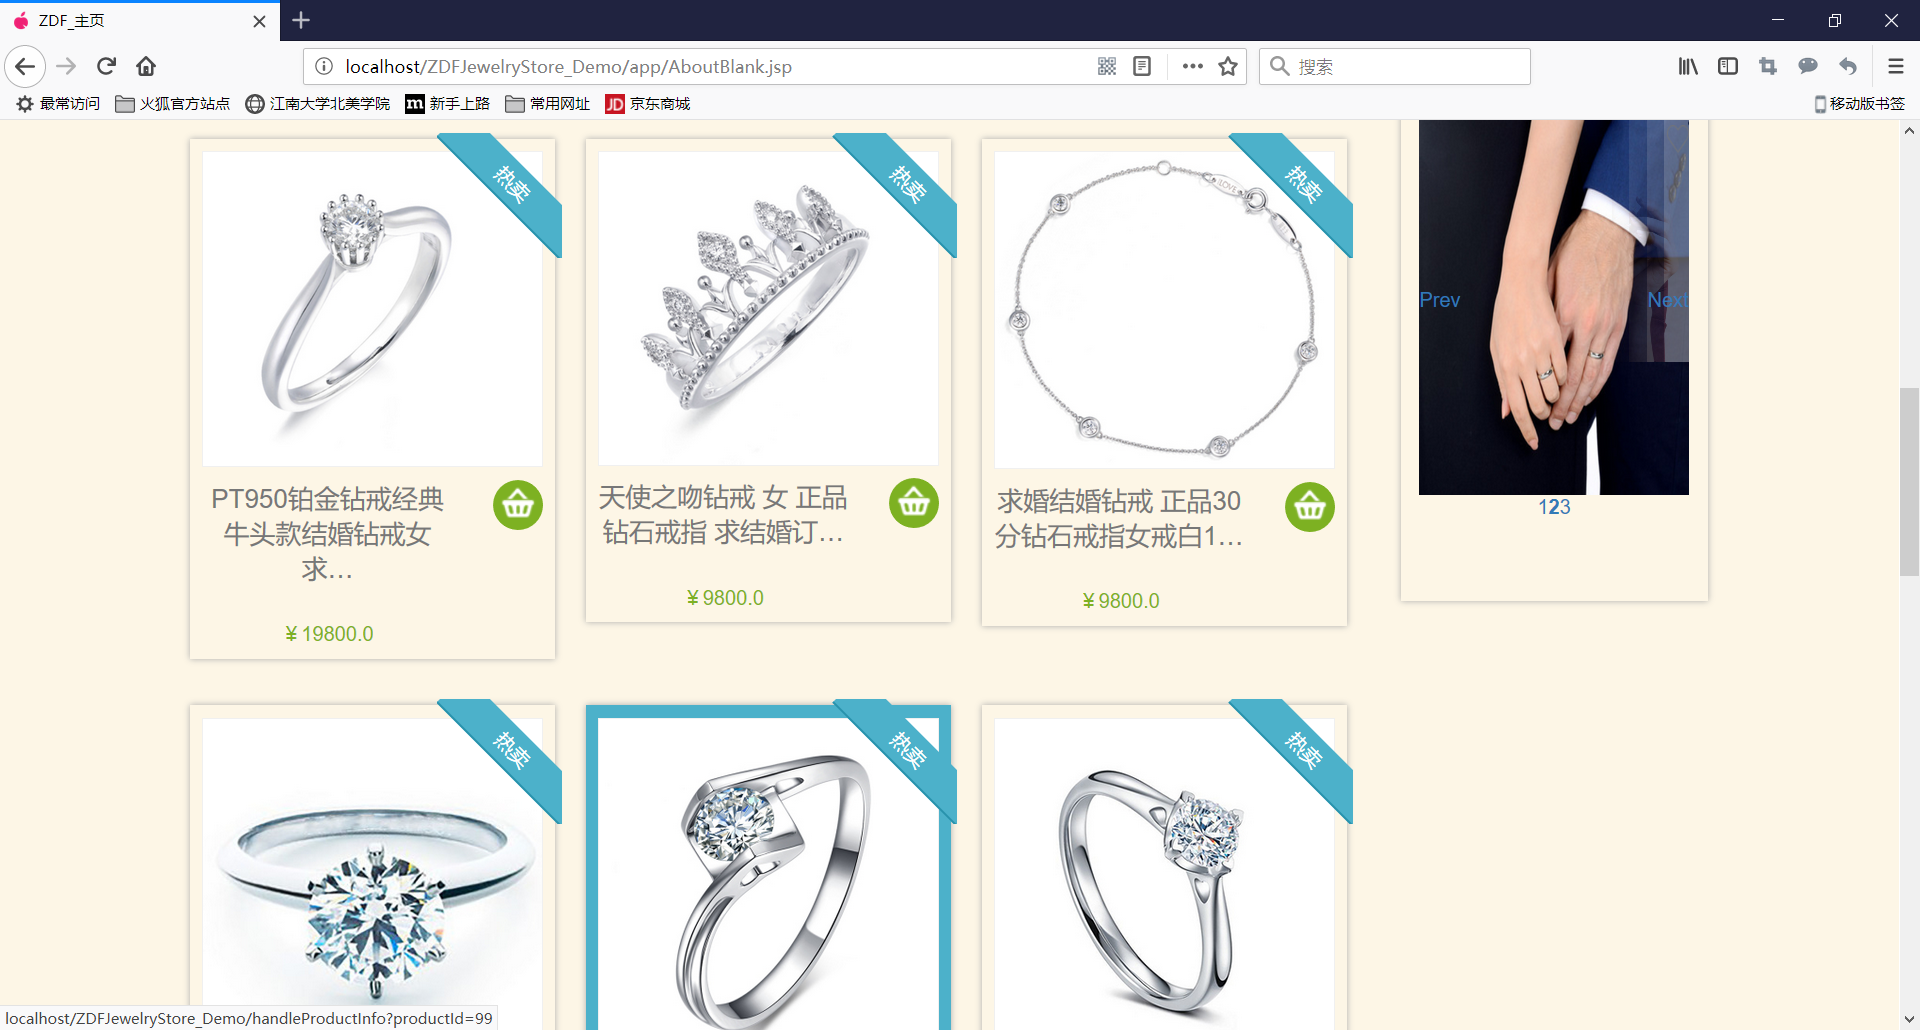 ZDF_主页
localhost/ZDFJewelryStore_Demo/app/AboutBlank.jsp
搜索
最常访问
火狐官方站点
江南大学北美学院
m 新手上路
常用网址
JD 京东商城
移动版书签
热卖
热卖
热卖
LOVE
Prev
Next
123
PT950铂金钻戒经典
牛头款结婚钻戒女
求...
¥19800.0
天使之吻钻戒 女 正品
钻石戒指 求结婚订...
¥9800.0
求婚结婚钻戒 正品30
分钻石戒指女戒白1...
¥9800.0
热卖
热卖
热卖
localhost/ZDFJewelryStore_Demo/handleProductInfo?productId=99